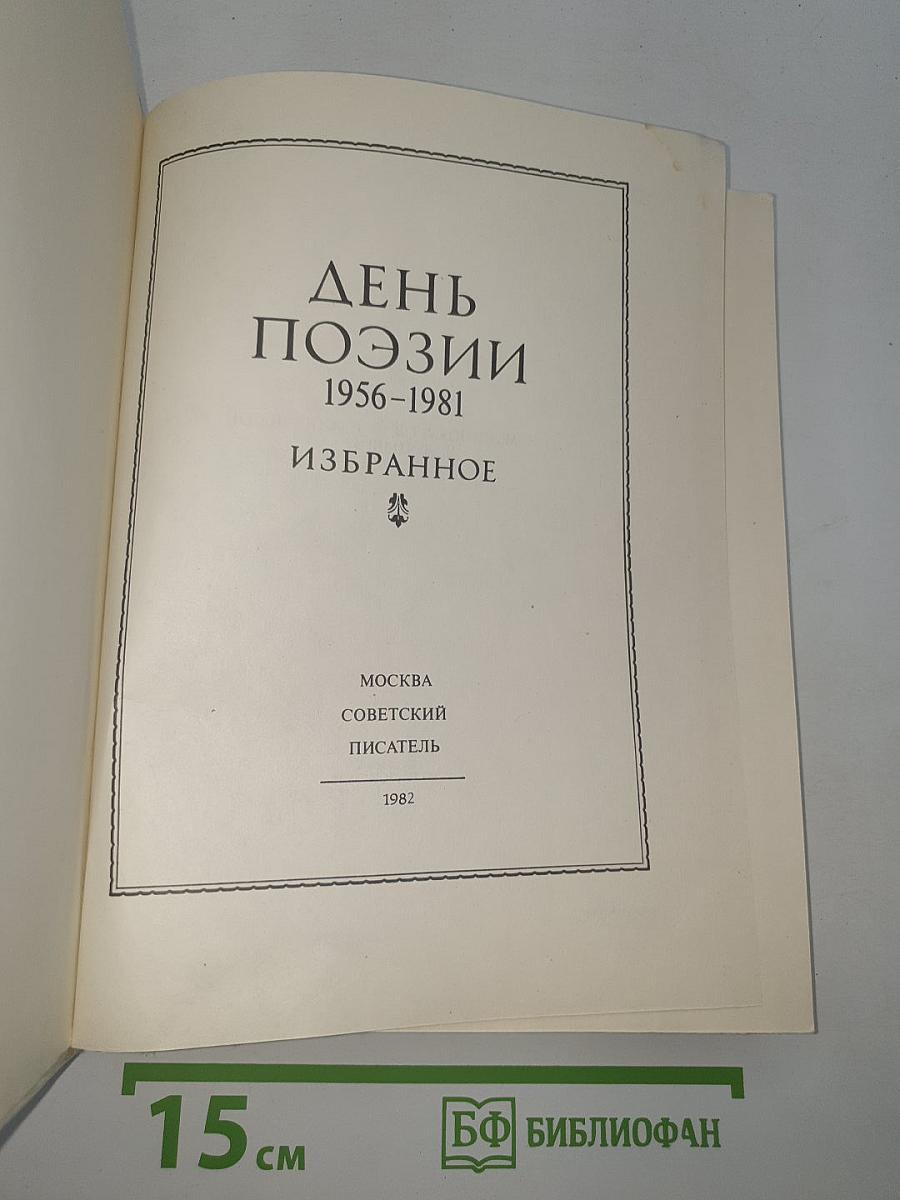 ДЕНЬ
ПОЭЗИИ
1956–1981
ИЗБРАННОЕ
МОСКВА
СОВЕТСКИЙ
ПИСАТЕЛЬ
1982
15 см
БФ БИБЛИОФАН